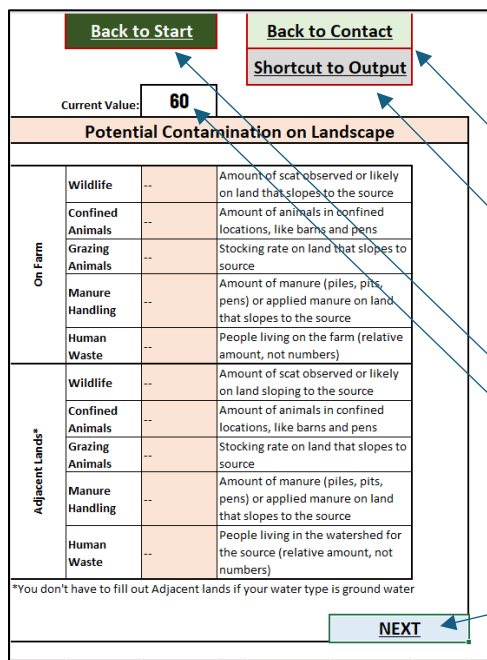 Back to Start
Back to Contact
Shortcut to Output
Current Value: 60
Potential Contamination on Landscape
On Farm
Wildlife -- Amount of scat observed or likely
on land that slopes to the source
Confined Animals -- Amount of animals in confined
locations, like barns and pens
Grazing Animals -- Stocking rate on land that slopes to
source
Manure Handling -- Amount of manure (piles, pits,
pens) or applied manure on land
that slopes to the source
Human Waste -- People living on the farm (relative
amount, not numbers)
Adjacent Lands*
Wildlife -- Amount of scat observed or likely
on land sloping to the source
Confined Animals -- Amount of animals in confined
locations, like barns and pens
Grazing Animals -- Stocking rate on land that slopes to
source
Manure Handling -- Amount of manure (piles, pits,
pens) or applied manure on land
that slopes to the source
Human Waste -- People living in the watershed for
the source (relative amount, not
numbers)
*You don't have to fill out Adjacent lands if your water type is ground water
NEXT